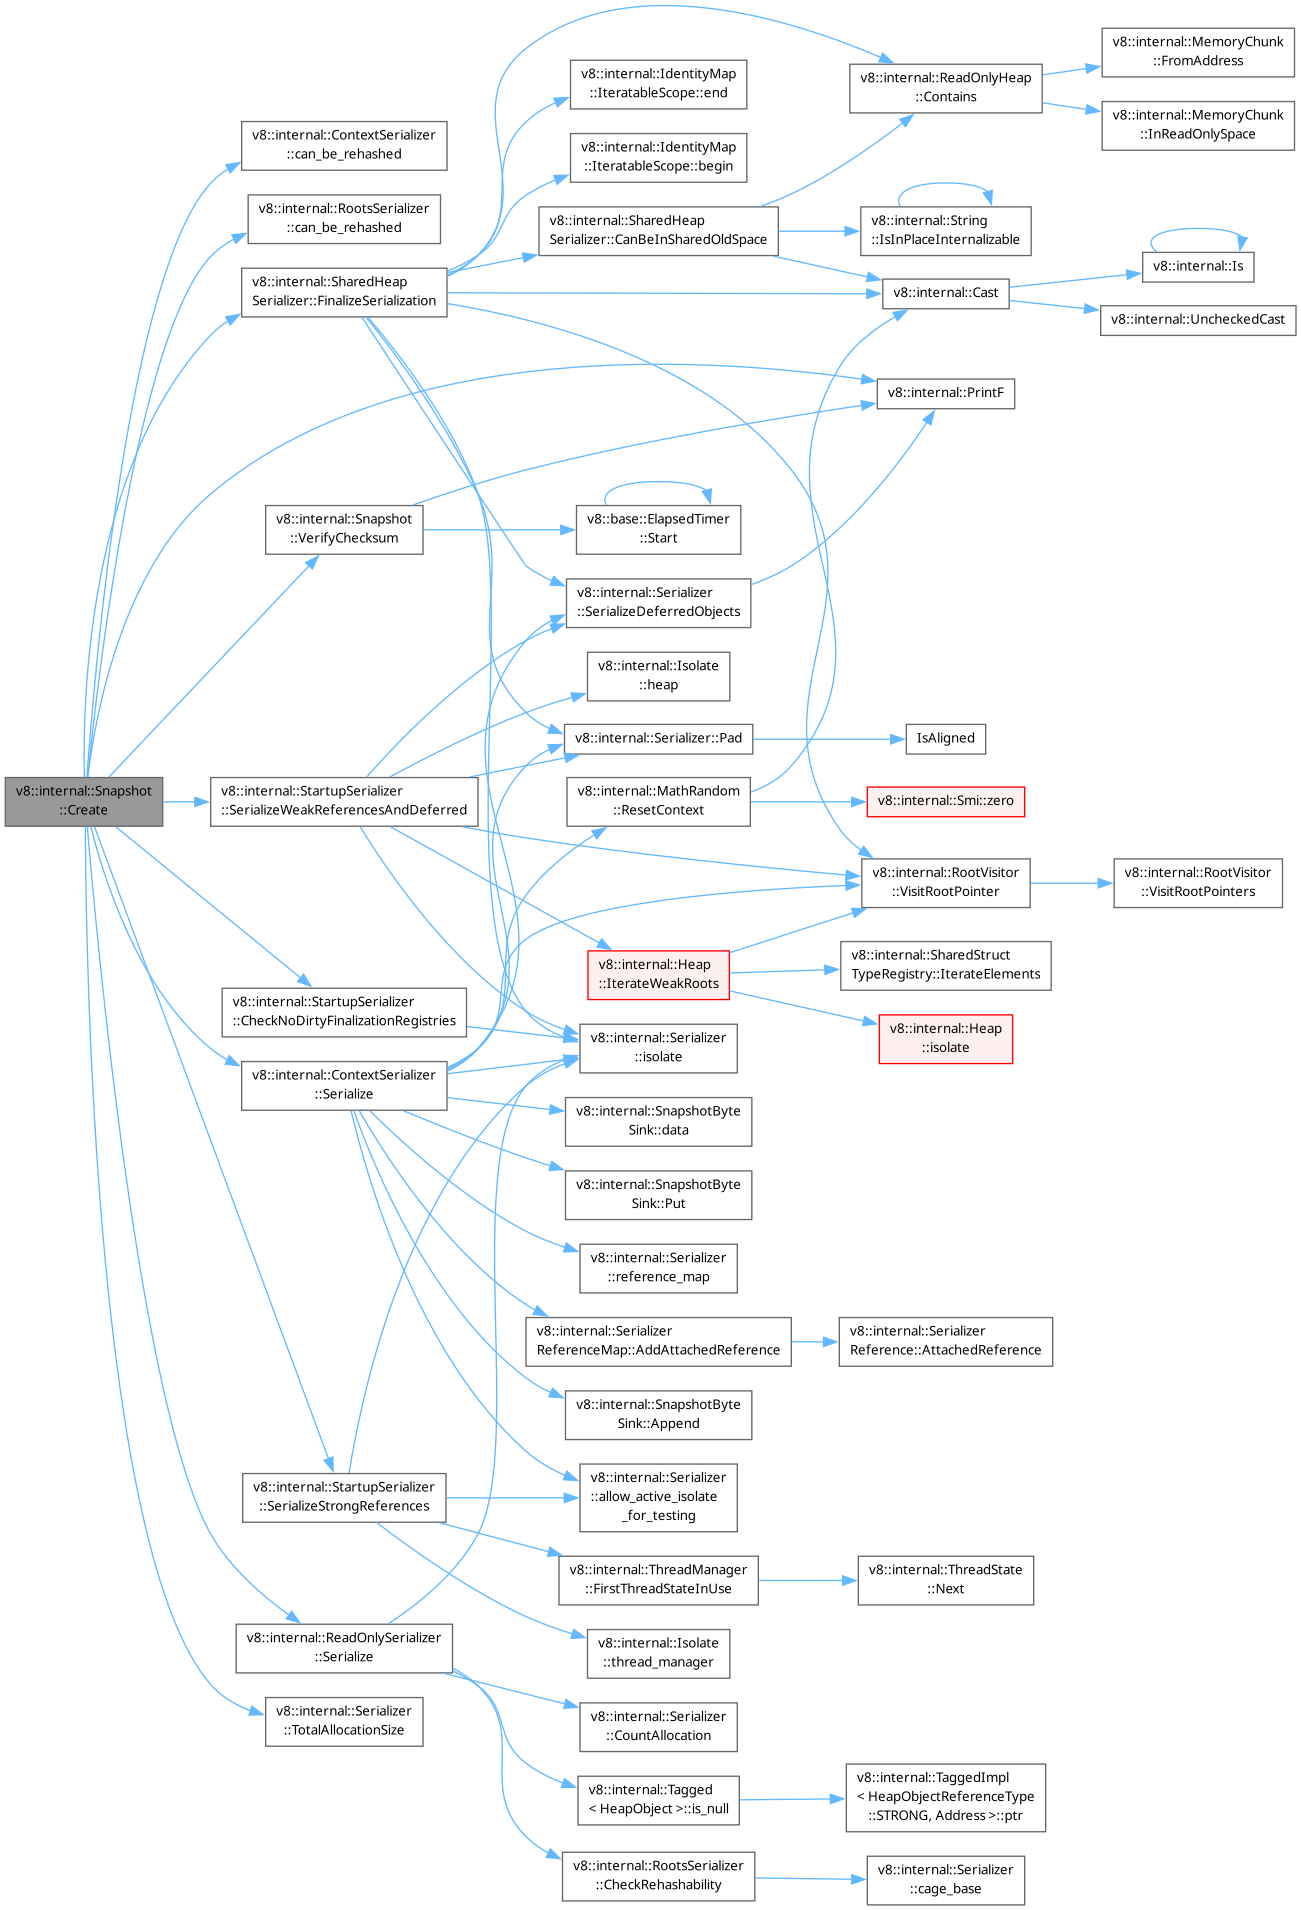 v8::internal::Snapshot
::Create
v8::internal::ContextSerializer
::can_be_rehashed
v8::internal::RootsSerializer
::can_be_rehashed
v8::internal::SharedHeap
Serializer::FinalizeSerialization
v8::internal::Snapshot
::VerifyChecksum
v8::internal::StartupSerializer
::SerializeWeakReferencesAndDeferred
v8::internal::StartupSerializer
::CheckNoDirtyFinalizationRegistries
v8::internal::ContextSerializer
::Serialize
v8::internal::StartupSerializer
::SerializeStrongReferences
v8::internal::ReadOnlySerializer
::Serialize
v8::internal::Serializer
::TotalAllocationSize
v8::internal::IdentityMap
::IteratableScope::end
v8::internal::IdentityMap
::IteratableScope::begin
v8::internal::SharedHeap
Serializer::CanBeInSharedOldSpace
v8::base::ElapsedTimer
::Start
v8::internal::Serializer
::SerializeDeferredObjects
v8::internal::Isolate
::heap
v8::internal::Serializer::Pad
v8::internal::MathRandom
::ResetContext
v8::internal::Heap
::IterateWeakRoots
v8::internal::Serializer
::isolate
v8::internal::SnapshotByte
Sink::data
v8::internal::SnapshotByte
Sink::Put
v8::internal::Serializer
::reference_map
v8::internal::Serializer
ReferenceMap::AddAttachedReference
v8::internal::SnapshotByte
Sink::Append
v8::internal::Serializer
::allow_active_isolate
_for_testing
v8::internal::ThreadManager
::FirstThreadStateInUse
v8::internal::Isolate
::thread_manager
v8::internal::Serializer
::CountAllocation
v8::internal::Tagged
< HeapObject >::is_null
v8::internal::RootsSerializer
::CheckRehashability
v8::internal::ReadOnlyHeap
::Contains
v8::internal::String
::IsInPlaceInternalizable
v8::internal::Cast
v8::internal::PrintF
IsAligned
v8::internal::Smi::zero
v8::internal::RootVisitor
::VisitRootPointer
v8::internal::SharedStruct
TypeRegistry::IterateElements
v8::internal::Heap
::isolate
v8::internal::Serializer
Reference::AttachedReference
v8::internal::ThreadState
::Next
v8::internal::TaggedImpl
< HeapObjectReferenceType
::STRONG, Address >::ptr
v8::internal::Serializer
::cage_base
v8::internal::MemoryChunk
::FromAddress
v8::internal::MemoryChunk
::InReadOnlySpace
v8::internal::Is
v8::internal::UncheckedCast
v8::internal::RootVisitor
::VisitRootPointers